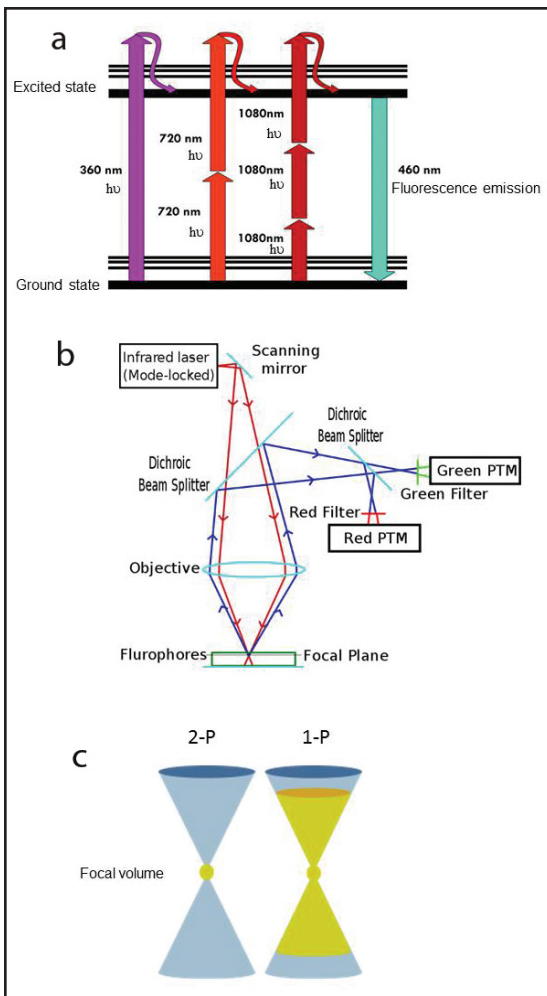 a
Excited state
1080nm
720 nm
hυ
360 nm
hυ
1080nm
hυ
460 nm
Fluorescence emission
720 nm
hυ
1080nm
hυ
Ground state
b
Infrared laser
(Mode-locked)
Scanning
mirror
Dichroic
Beam Splitter
Dichroic
Beam Splitter
Green PTM
Green Filter
Red Filter
Red PTM
Objective
Flurophores
Focal Plane
c
2-P
1-P
Focal volume